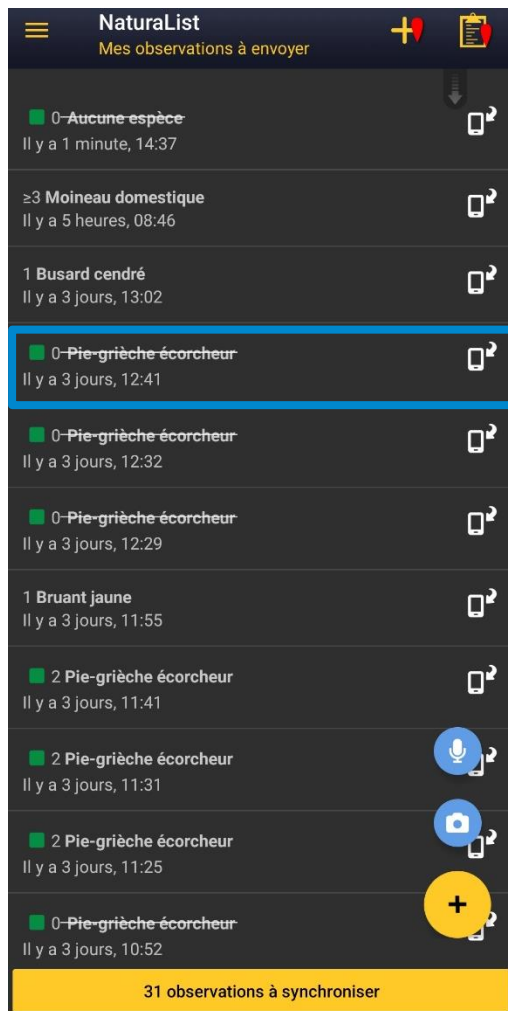 NaturaList
Mes observations à envoyer
0 Aucune espèce
Il y a 1 minute, 14:37
≥3 Moineau domestique
Il y a 5 heures, 08:46
1 Busard cendré
Il y a 3 jours, 13:02
0 Pie-grièche écorcheur
Il y a 3 jours, 12:41
0 Pie-grièche écorcheur
Il y a 3 jours, 12:32
0 Pie-grièche écorcheur
Il y a 3 jours, 12:29
1 Bruant jaune
Il y a 3 jours, 11:55
2 Pie-grièche écorcheur
Il y a 3 jours, 11:41
2 Pie-grièche écorcheur
Il y a 3 jours, 11:31
2 Pie-grièche écorcheur
Il y a 3 jours, 11:25
0 Pie-grièche écorcheur
Il y a 3 jours, 10:52
31 observations à synchroniser